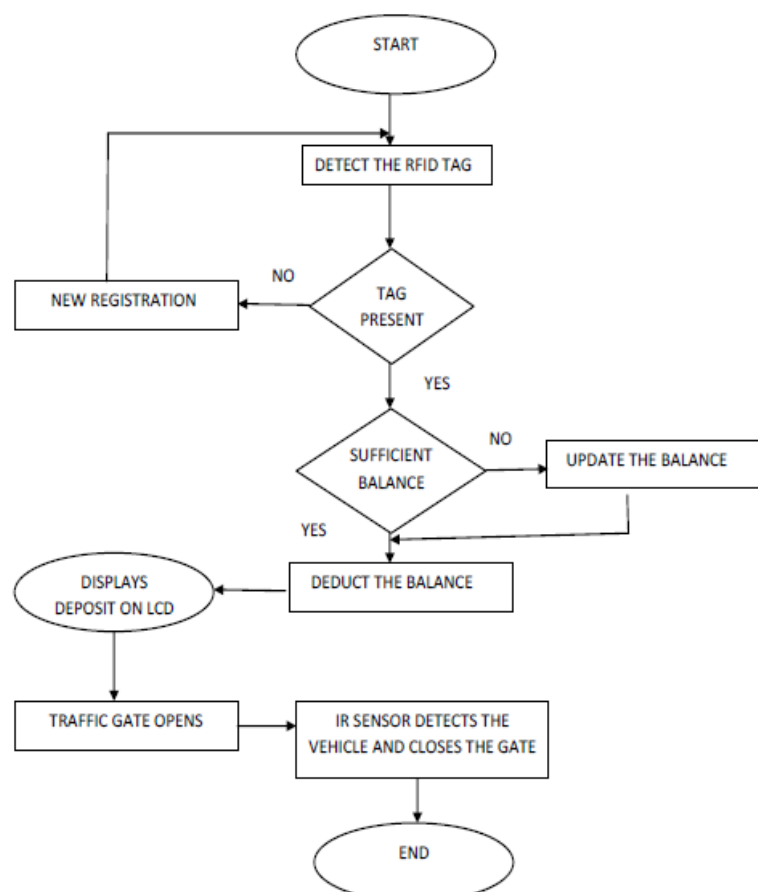 START
DETECT THE RFID TAG
NO
NEW REGISTRATION
TAG
PRESENT
YES
SUFFICIENT
BALANCE
NO
UPDATE THE BALANCE
YES
DISPLAYS
DEPOSIT ON LCD
DEDUCT THE BALANCE
TRAFFIC GATE OPENS
IR SENSOR DETECTS THE
VEHICLE AND CLOSES THE GATE
END